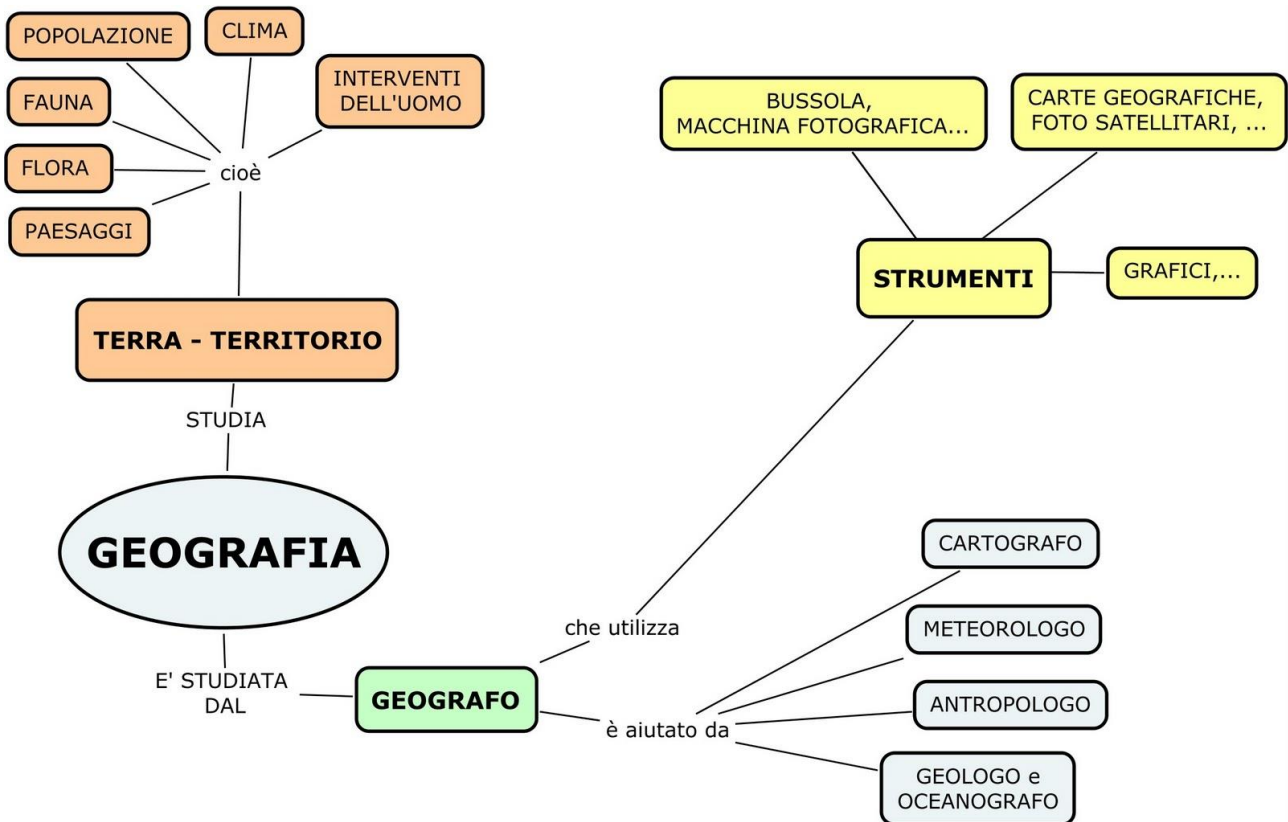 POPOLAZIONE
CLIMA
INTERVENTI
DELL'UOMO
FAUNA
FLORA
PAESAGGI
cioè
TERRA - TERRITORIO
STUDIA
GEOGRAFIA
E' STUDIATA
DAL
GEOGRAFO
che utilizza
STRUMENTI
BUSSOLA,
MACCHINA FOTOGRAFICA...
CARTE GEOGRAFICHE,
FOTO SATELLITARI, ...
GRAFICI,...
è aiutato da
CARTOGRAFO
METEOROLOGO
ANTROPOLOGO
GEOLOGO e
OCEANOGRAFO